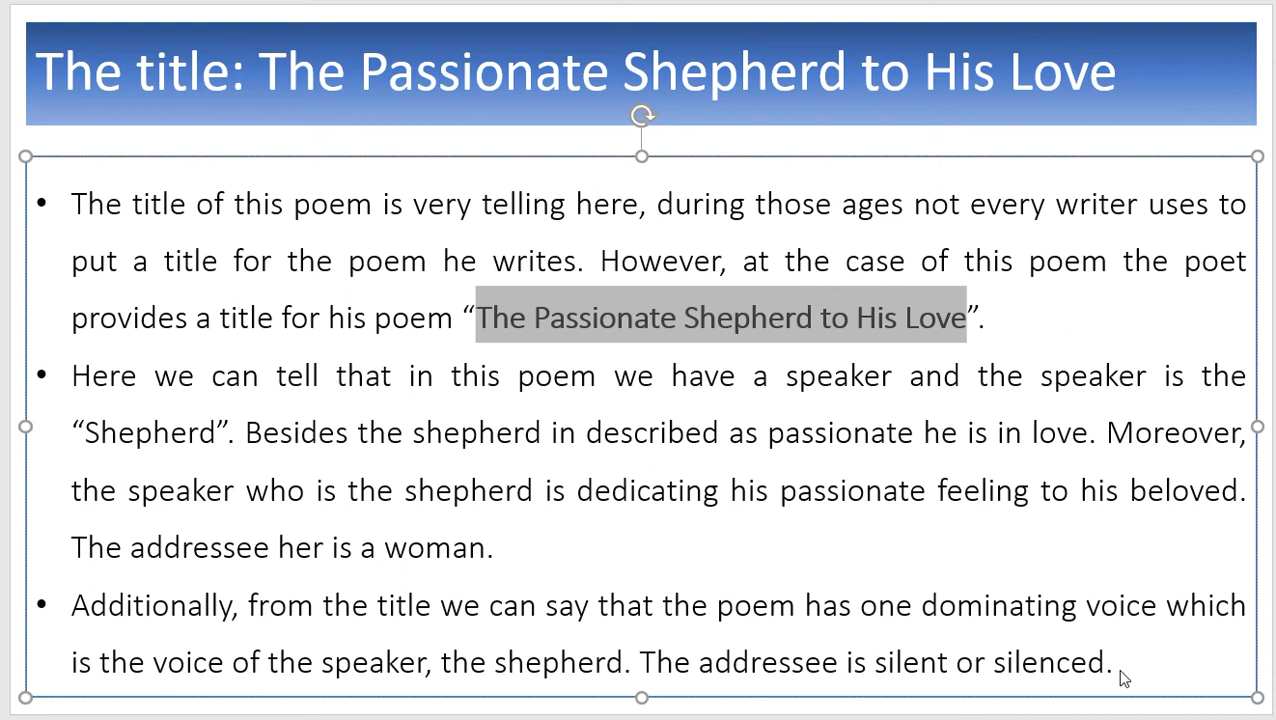 The title: The Passionate Shepherd to His Love
• The title of this poem is very telling here, during those ages not every writer uses to
put a title for the poem he writes. However, at the case of this poem the poet
provides a title for his poem “The Passionate Shepherd to His Love”.
• Here we can tell that in this poem we have a speaker and the speaker is the
“Shepherd”. Besides the shepherd in described as passionate he is in love. Moreover,
the speaker who is the shepherd is dedicating his passionate feeling to his beloved.
The addressee her is a woman.
• Additionally, from the title we can say that the poem has one dominating voice which
is the voice of the speaker, the shepherd. The addressee is silent or silenced.